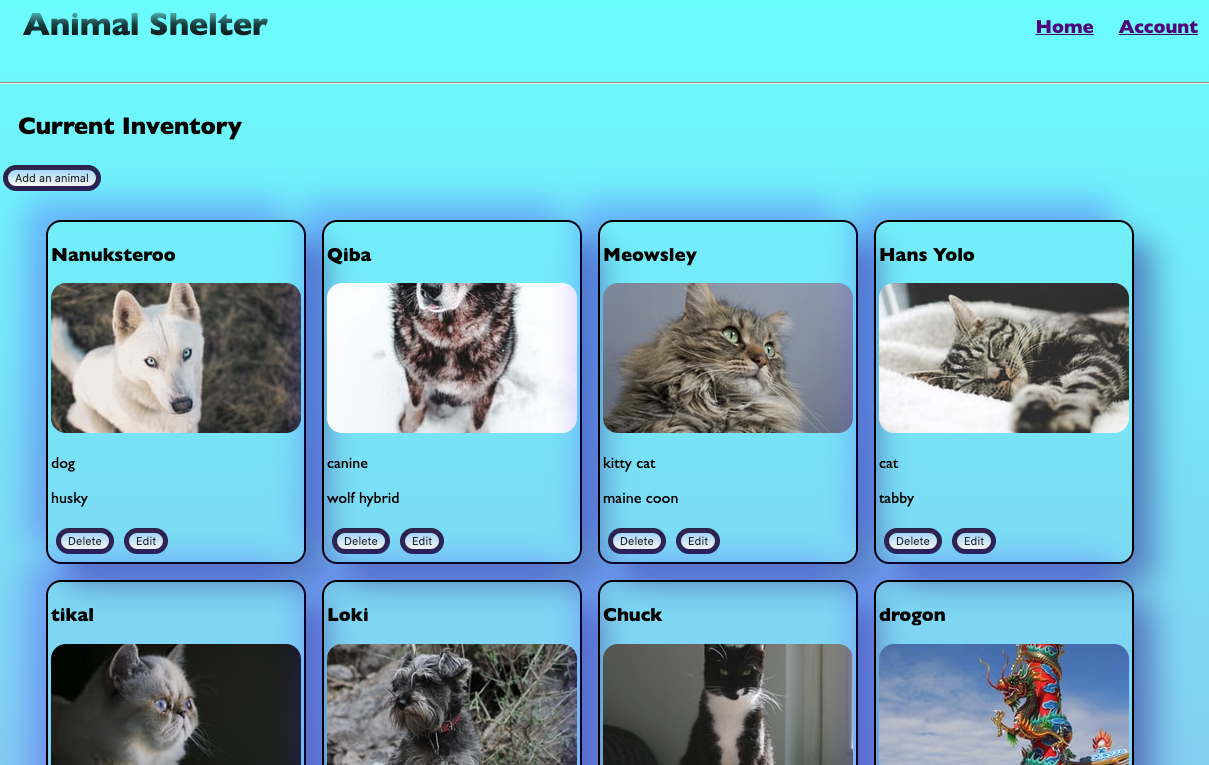 Animal Shelter
Home Account
Current Inventory
Add an animal
Nanuksteroo
dog
husky
Delete Edit
Qiba
canine
wolf hybrid
Delete Edit
Meowsley
kitty cat
maine coon
Delete Edit
Hans Yolo
cat
tabby
Delete Edit
tikal
Loki
Chuck
drogon